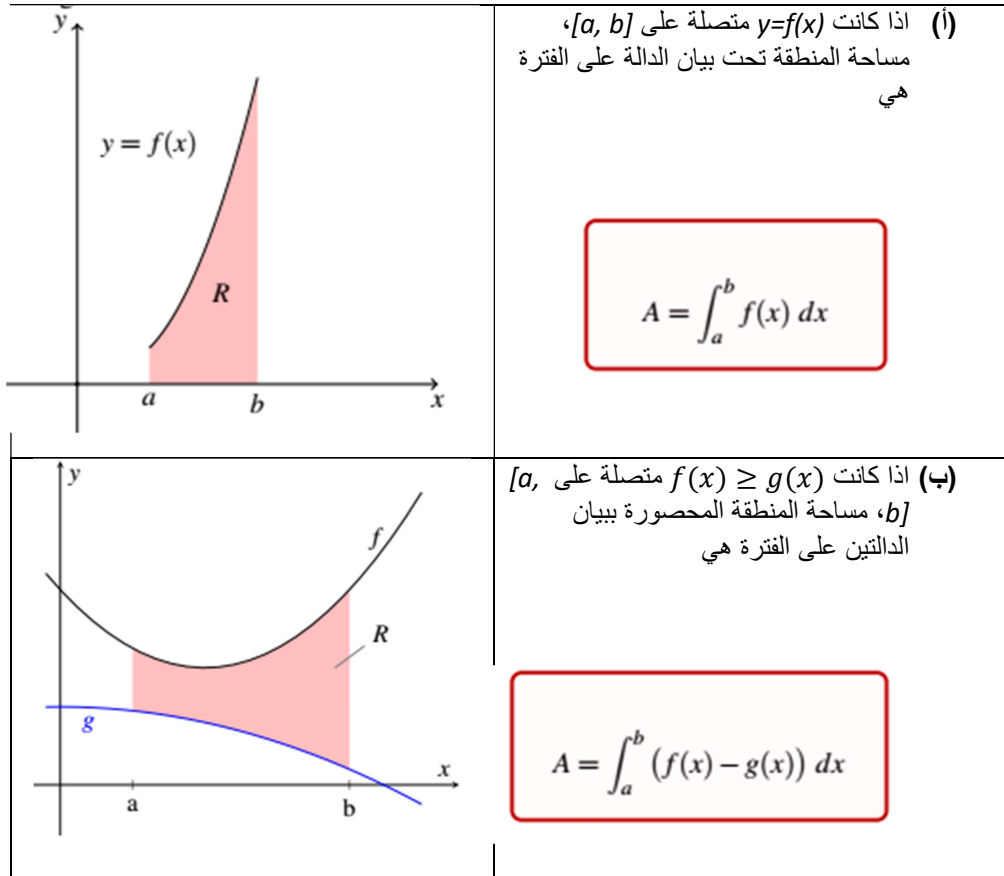 (أ) اذا كانت y=f(x) متصلة على [a, b]،
مساحة المنطقة تحت بيان الدالة على الفترة
هي
A = ∫_a^b f(x) dx
y
y = f(x)
R
a
b
x
(ب) اذا كانت f(x) ≥ g(x) متصلة على [a,
b]، مساحة المنطقة المحصورة ببيان
الدالتين على الفترة هي
A = ∫_a^b (f(x) – g(x)) dx
y
f
R
g
x
a
b